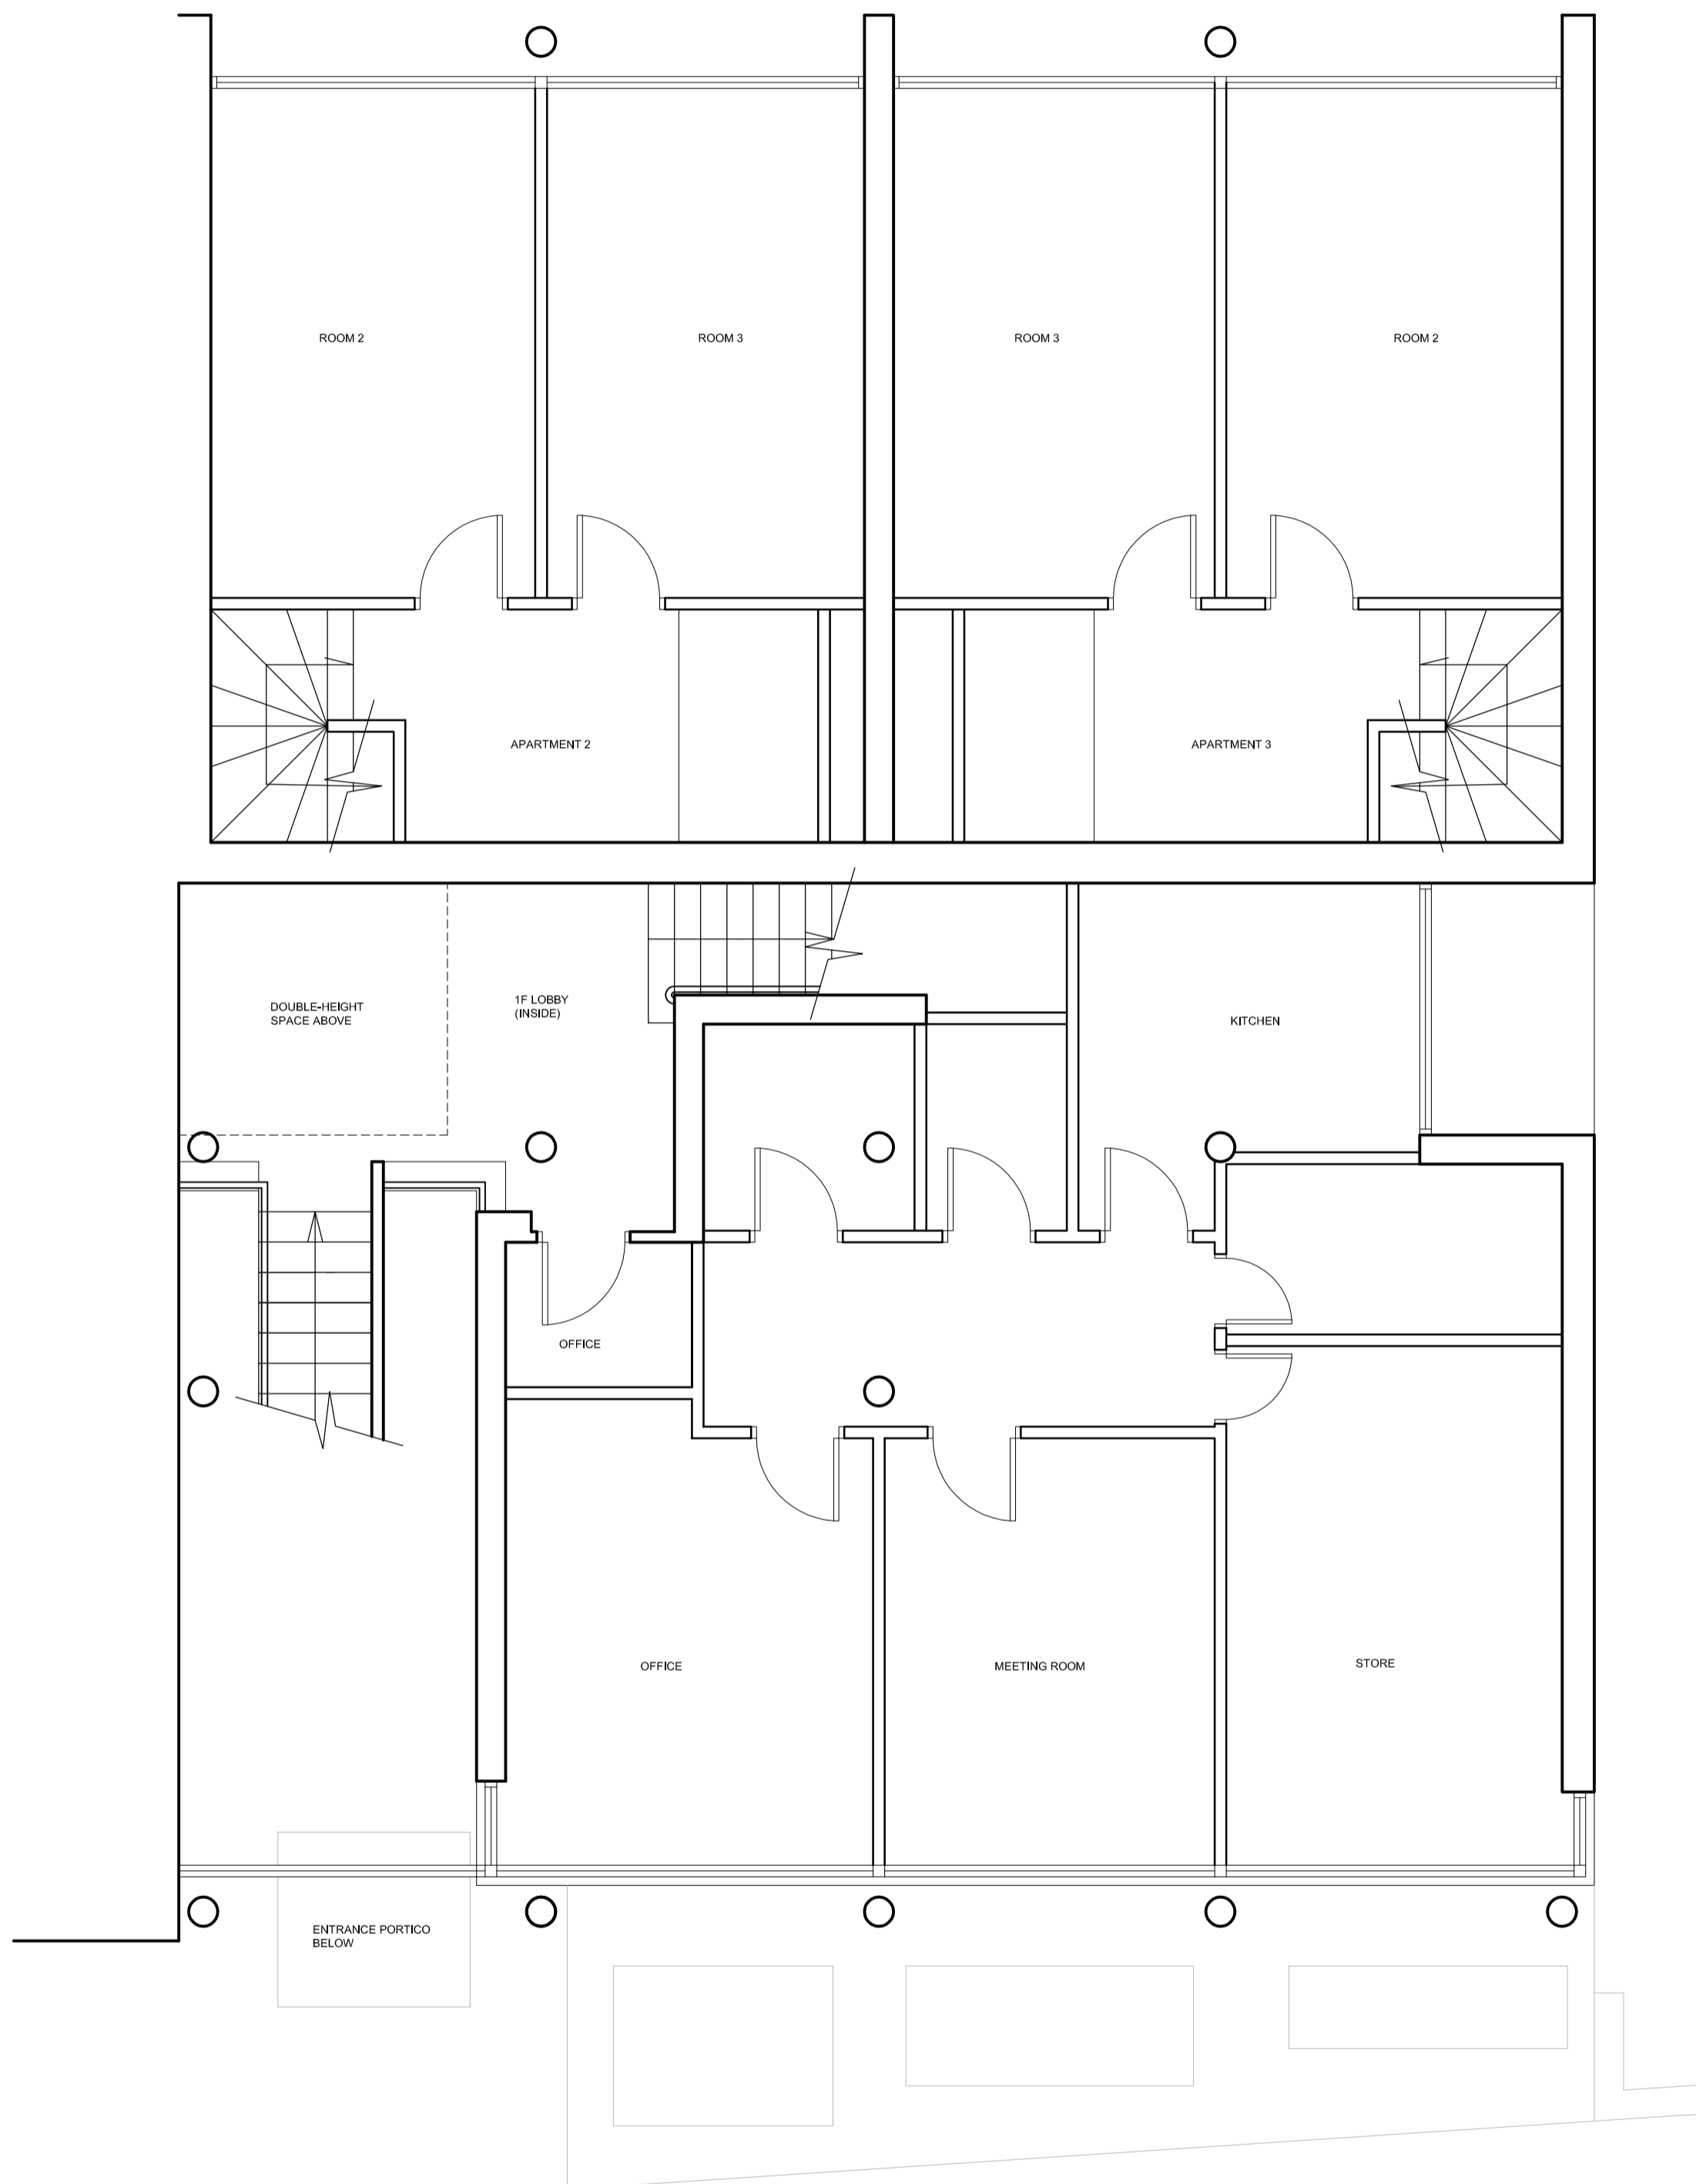 ROOM 2
ROOM 3
ROOM 3
ROOM 2
APARTMENT 2
APARTMENT 3
DOUBLE-HEIGHT
SPACE ABOVE
1F LOBBY
(INSIDE)
KITCHEN
OFFICE
OFFICE
MEETING ROOM
STORE
ENTRANCE PORTICO
BELOW